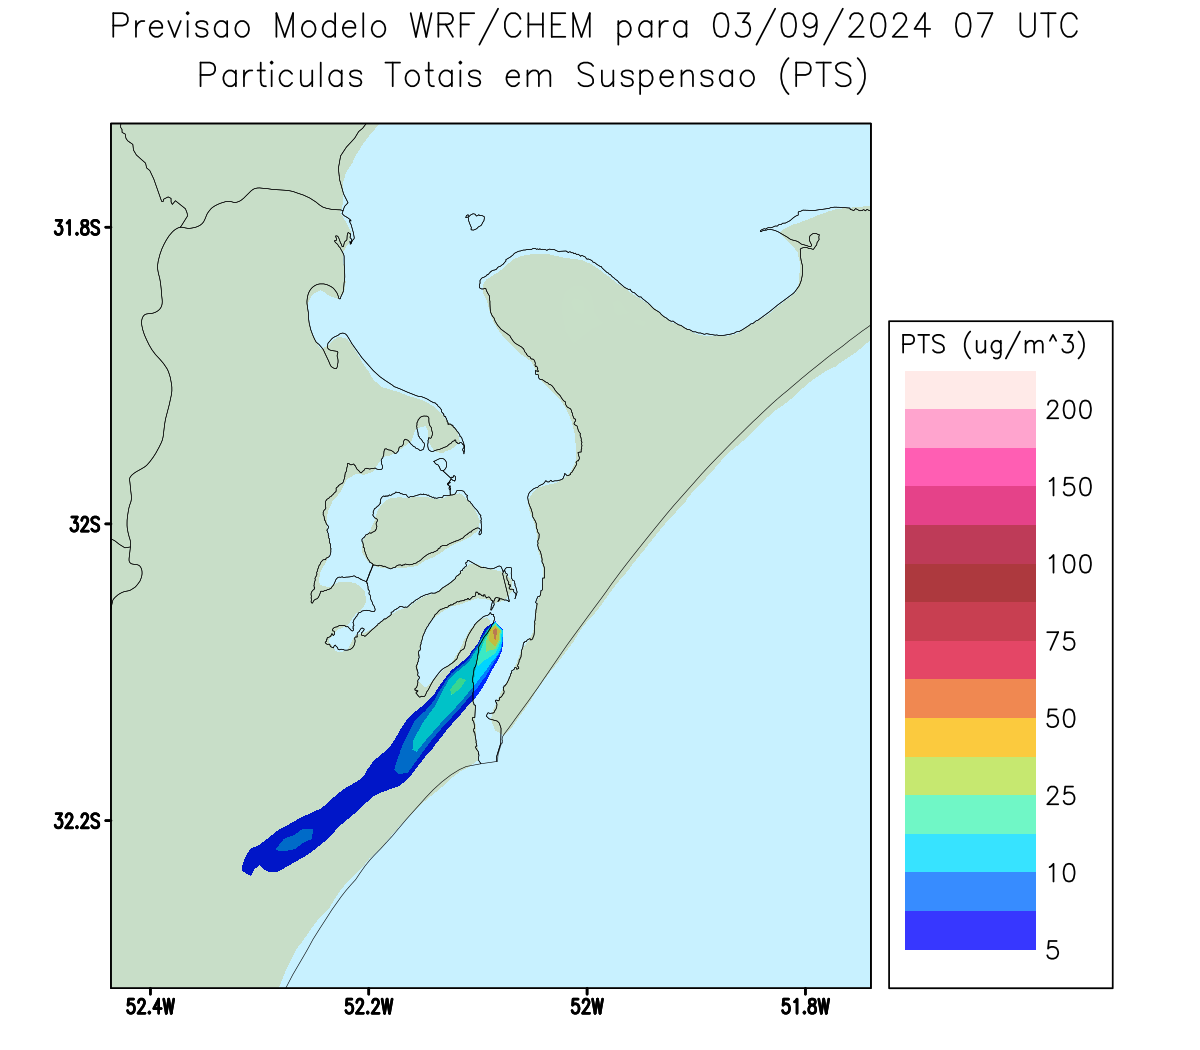 Previsao Modelo WRF/CHEM para 03/09/2024 07 UTC
Particulas Totais em Suspensao (PTS)
31.8S
32S
32.2S
52.4W
52.2W
52W
51.8W
PTS (ug/m^3)
200
150
100
75
50
25
10
5